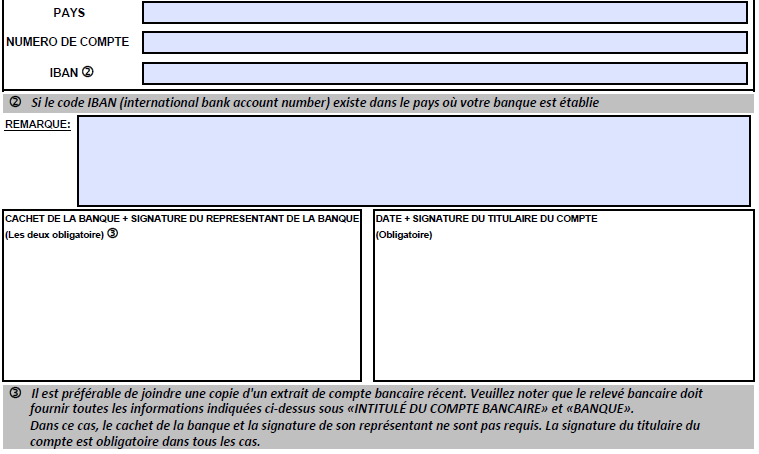 PAYS
NUMERO DE COMPTE
IBAN ②
② Si le code IBAN (international bank account number) existe dans le pays où votre banque est établie
REMARQUE:
CACHET DE LA BANQUE + SIGNATURE DU REPRESENTANT DE LA BANQUE
(Les deux obligatoire) ③
DATE + SIGNATURE DU TITULAIRE DU COMPTE
(Obligatoire)
③ Il est préférable de joindre une copie d'un extrait de compte bancaire récent. Veuillez noter que le relevé bancaire doit
fournir toutes les informations indiquées ci-dessus sous «INTITULÉ DU COMPTE BANCAIRE» et «BANQUE».
Dans ce cas, le cachet de la banque et la signature de son représentant ne sont pas requis. La signature du titulaire du
compte est obligatoire dans tous les cas.